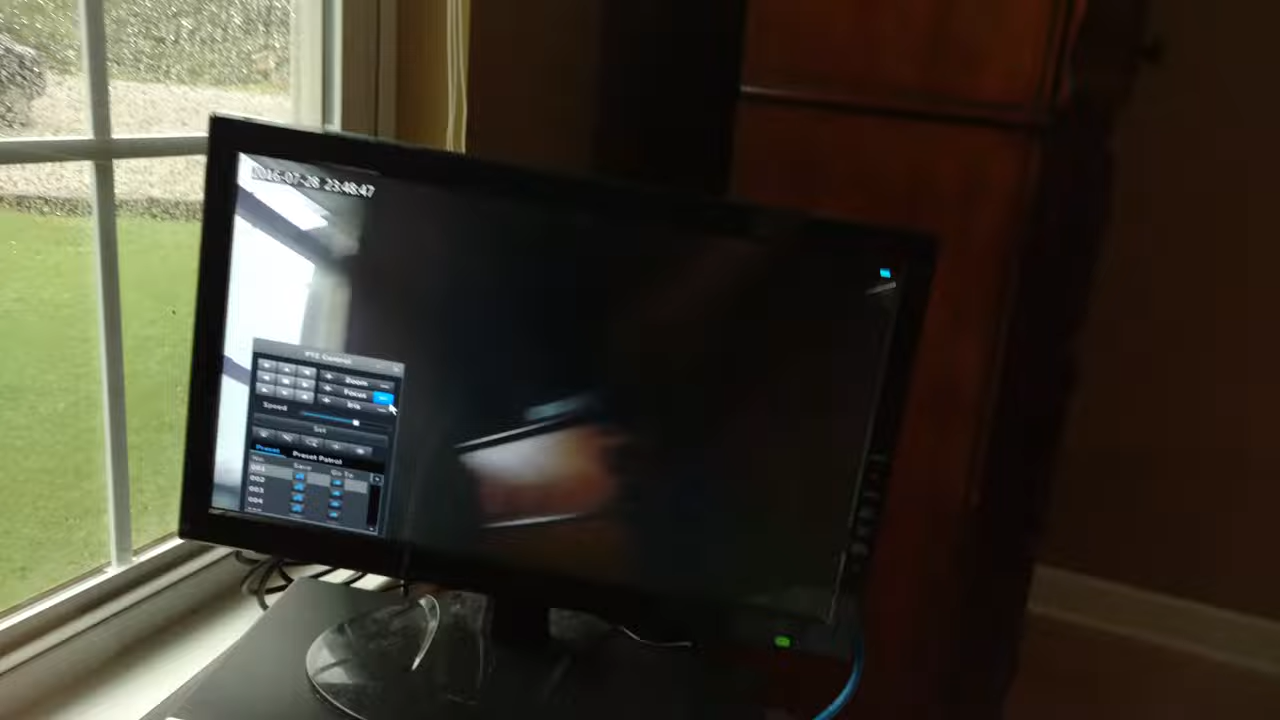 2016-07-28 23:48:47
PTZ Control
Zoom
Focus
Iris
Speed
Set
Preset Preset Patrol
No. Save Go To
001
002
003
004